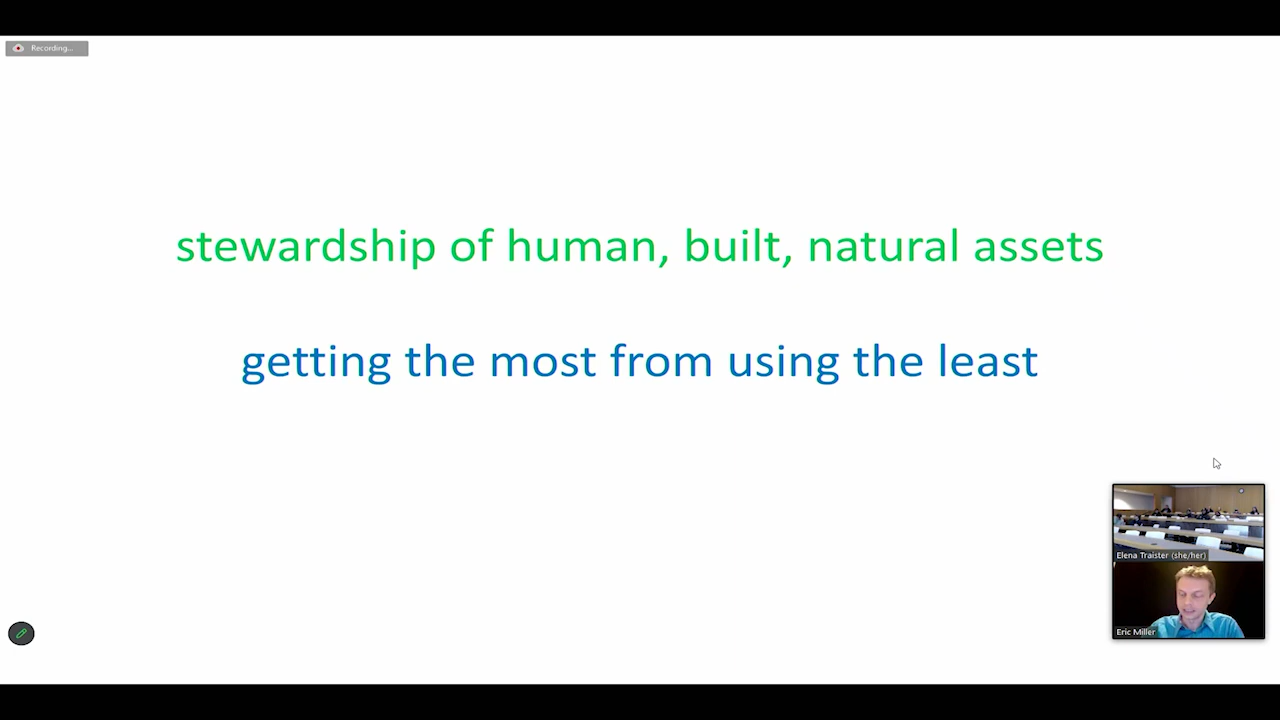 Recording...
stewardship of human, built, natural assets
getting the most from using the least
Elena Traister (she/her)
Eric Miller